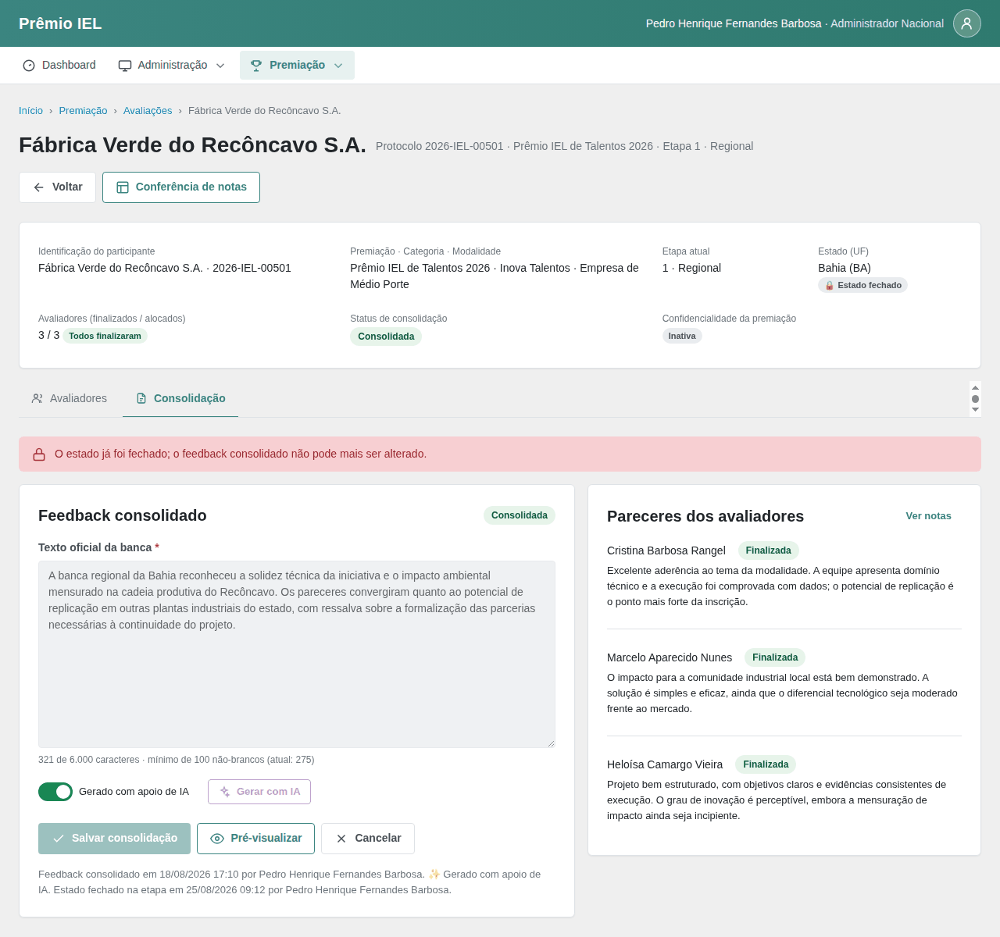 Prêmio IEL
Pedro Henrique Fernandes Barbosa · Administrador Nacional
Dashboard
Administração
Premiação
Início › Premiação › Avaliações › Fábrica Verde do Recôncavo S.A.
Fábrica Verde do Recôncavo S.A.
Protocolo 2026-IEL-00501 · Prêmio IEL de Talentos 2026 · Etapa 1 · Regional
Voltar
Conferência de notas
Identificação do participante
Fábrica Verde do Recôncavo S.A. · 2026-IEL-00501
Premiação · Categoria · Modalidade
Prêmio IEL de Talentos 2026 · Inova Talentos · Empresa de
Médio Porte
Etapa atual
1 · Regional
Estado (UF)
Bahia (BA)
🔒 Estado fechado
Avaliadores (finalizados / alocados)
3 / 3 Todos finalizaram
Status de consolidação
Consolidada
Confidencialidade da premiação
Inativa
Avaliadores
Consolidação
O estado já foi fechado; o feedback consolidado não pode mais ser alterado.
Feedback consolidado
Consolidada
Texto oficial da banca *
A banca regional da Bahia reconheceu a solidez técnica da iniciativa e o impacto ambiental
mensurado na cadeia produtiva do Recôncavo. Os pareceres convergiram quanto ao potencial de
replicação em outras plantas industriais do estado, com ressalva sobre a formalização das parcerias
necessárias à continuidade do projeto.
321 de 6.000 caracteres · mínimo de 100 não-brancos (atual: 275)
Gerado com apoio de IA
Gerar com IA
Salvar consolidação
Pré-visualizar
Cancelar
Feedback consolidado em 18/08/2026 17:10 por Pedro Henrique Fernandes Barbosa. ✨ Gerado com apoio de
IA. Estado fechado na etapa em 25/08/2026 09:12 por Pedro Henrique Fernandes Barbosa.
Pareceres dos avaliadores
Ver notas
Cristina Barbosa Rangel
Finalizada
Excelente aderência ao tema da modalidade. A equipe apresenta domínio
técnico e a execução foi comprovada com dados; o potencial de replicação é
o ponto mais forte da inscrição.
Marcelo Aparecido Nunes
Finalizada
O impacto para a comunidade industrial local está bem demonstrado. A
solução é simples e eficaz, ainda que o diferencial tecnológico seja moderado
frente ao mercado.
Heloísa Camargo Vieira
Finalizada
Projeto bem estruturado, com objetivos claros e evidências consistentes de
execução. O grau de inovação é perceptível, embora a mensuração de
impacto ainda seja incipiente.